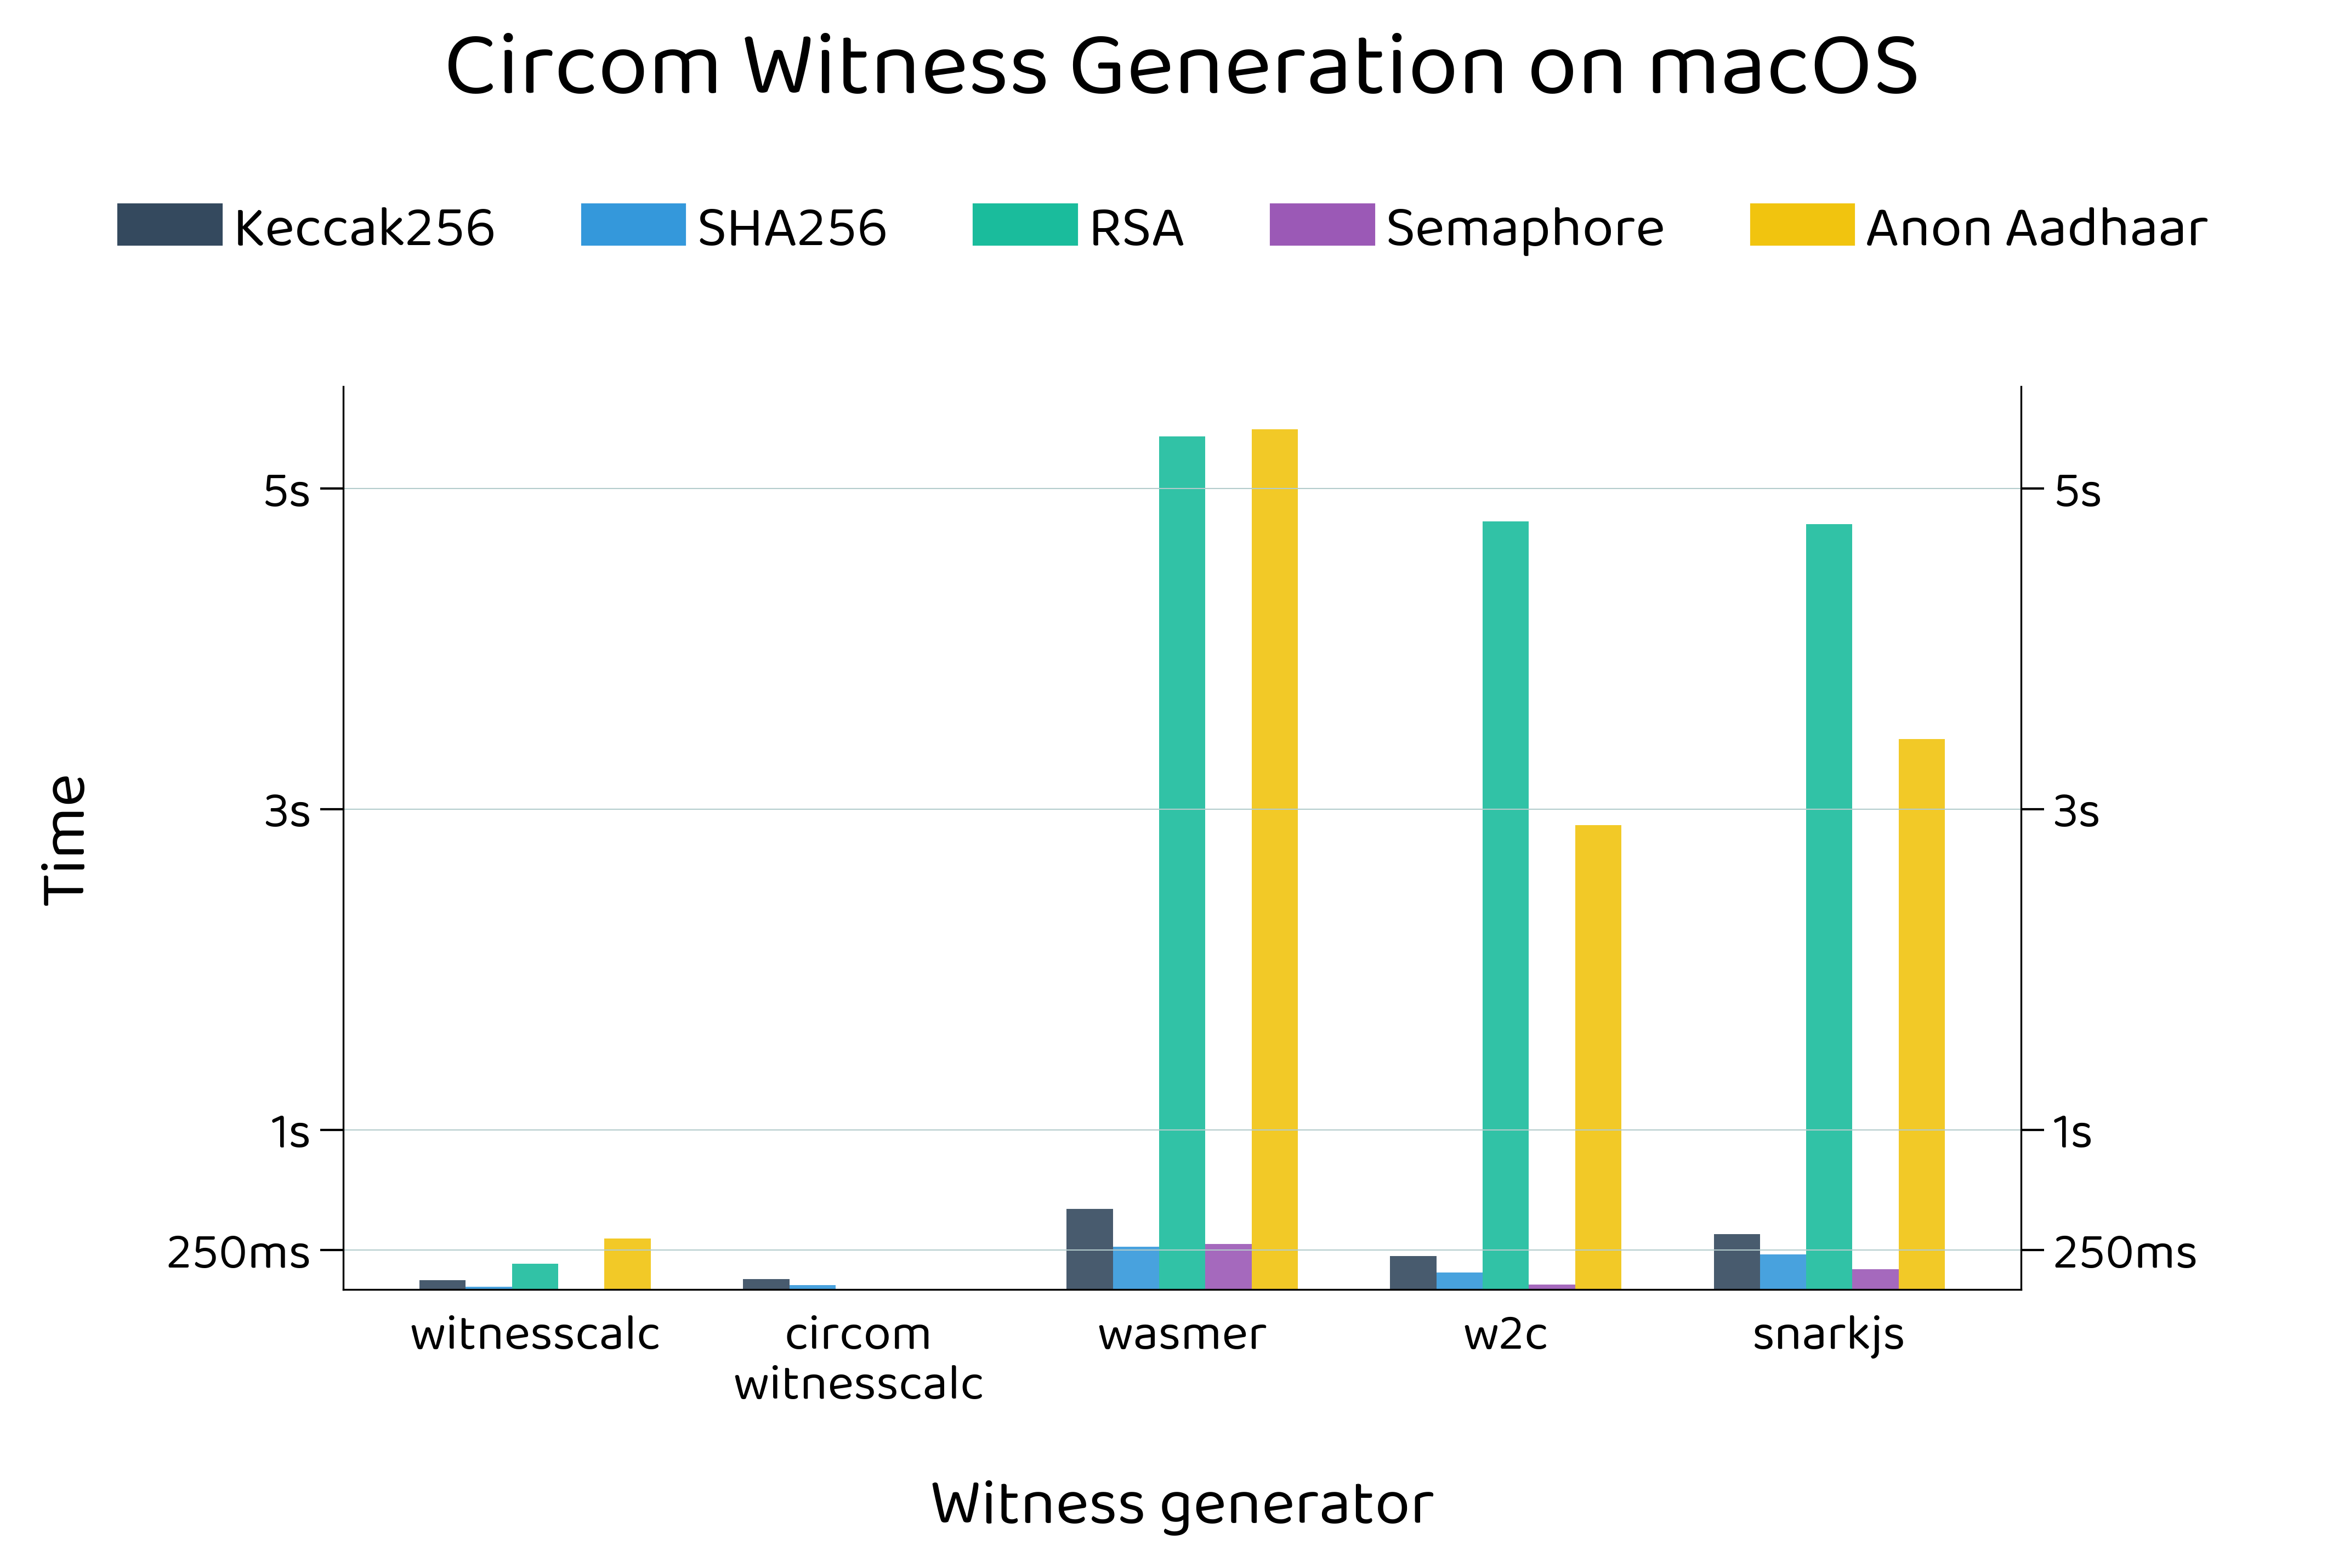 Circom Witness Generation on macOS
Keccak256 SHA256 RSA Semaphore Anon Aadhaar
5s 5s
3s 3s
Time
1s 1s
250ms 250ms
witnesscalc circom wasmer w2c snarkjs
witnesscalc
Witness generator